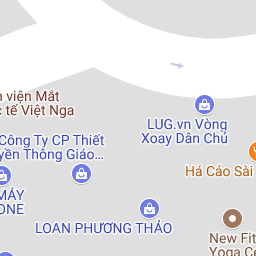 n viện Mắt
c tế Việt Nga
LUG.vn Vòng
Xoay Dân Chủ
Công Ty CP Thiết
yền Thông Giáo...
Há Cảo Sài
MÁY
ONE
LOAN PHƯƠNG THẢO
New Fit
Yoga Ce